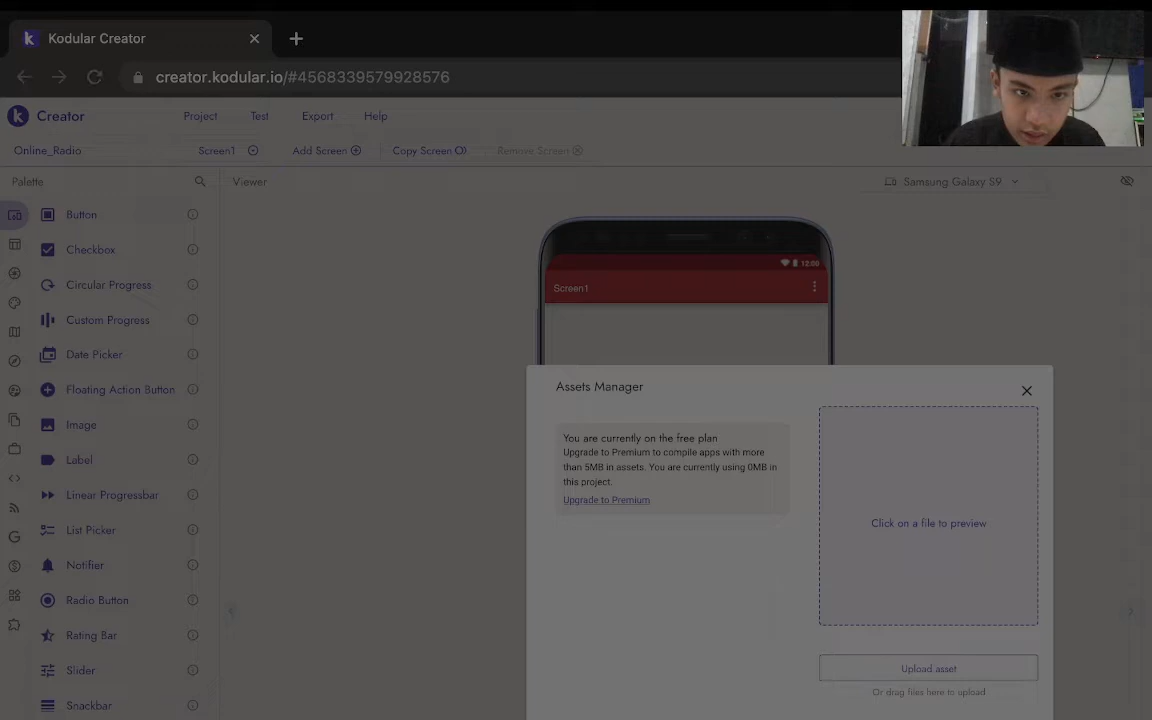 Kodular Creator
creator.kodular.io/#4568339579928576
Creator
Project
Test
Export
Help
Online_Radio
Screen1
Add Screen
Copy Screen
Remove Screen
Palette
Viewer
Samsung Galaxy S9
Button
Checkbox
Circular Progress
Custom Progress
Date Picker
Floating Action Button
Image
Label
Linear Progressbar
List Picker
Notifier
Radio Button
Rating Bar
Slider
Snackbar
12:00
Screen1
Assets Manager
You are currently on the free plan
Upgrade to Premium to compile apps with more
than 5MB in assets. You are currently using 0MB in
this project.
Upgrade to Premium
Click on a file to preview
Upload asset
Or drag files here to upload